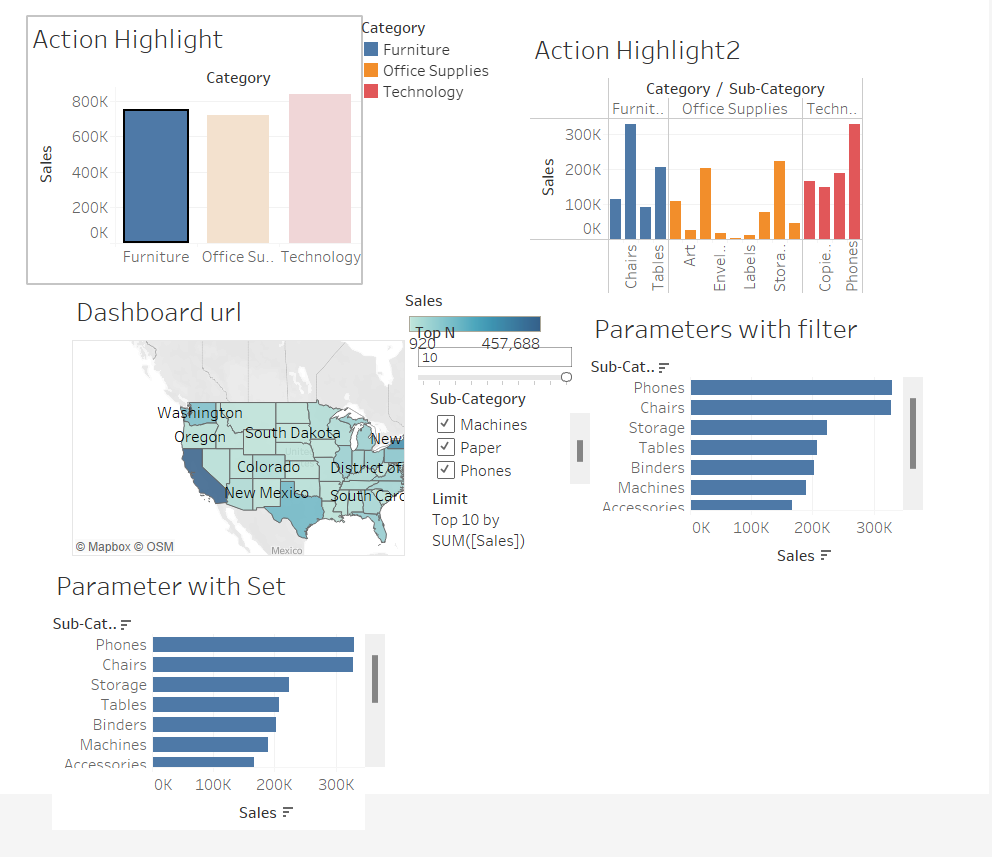 Action Highlight
Category
800K
600K
400K
200K
0K
Sales
Furniture
Office Su..
Technology
Category
Furniture
Office Supplies
Technology
Action Highlight2
Category / Sub-Category
Furnit..
Office Supplies
Techn..
300K
200K
100K
0K
Sales
Chairs
Tables
Art
Envel..
Labels
Stora..
Copie..
Phones
Dashboard url
Washington
Oregon
South Dakota
New
Colorado
District of
New Mexico
South Carc
Mexico
© Mapbox © OSM
Sales
920
457,688
Top N
10
Sub-Category
Machines
Paper
Phones
Limit
Top 10 by
SUM([Sales])
Parameters with filter
Sub-Cat..
Phones
Chairs
Storage
Tables
Binders
Machines
Accessories
0K 100K 200K 300K
Sales
Parameter with Set
Sub-Cat..
Phones
Chairs
Storage
Tables
Binders
Machines
Accessories
0K 100K 200K 300K
Sales